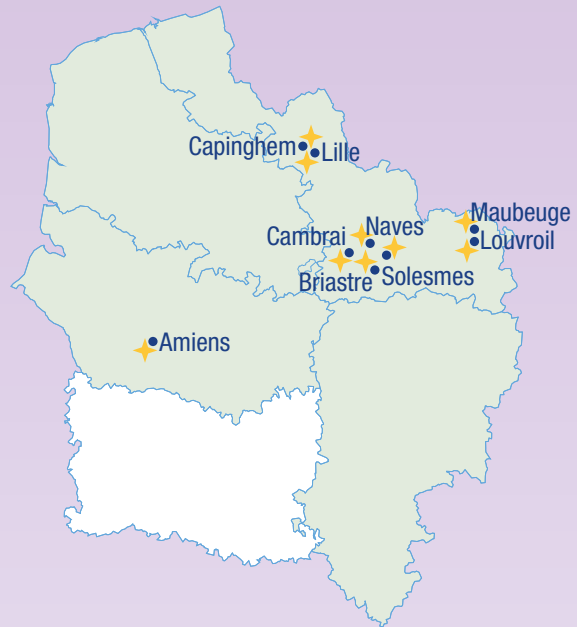 Capinghem
Lille
Maubeuge
Naves
Cambrai
Louvroil
Briastre
Solesmes
Amiens